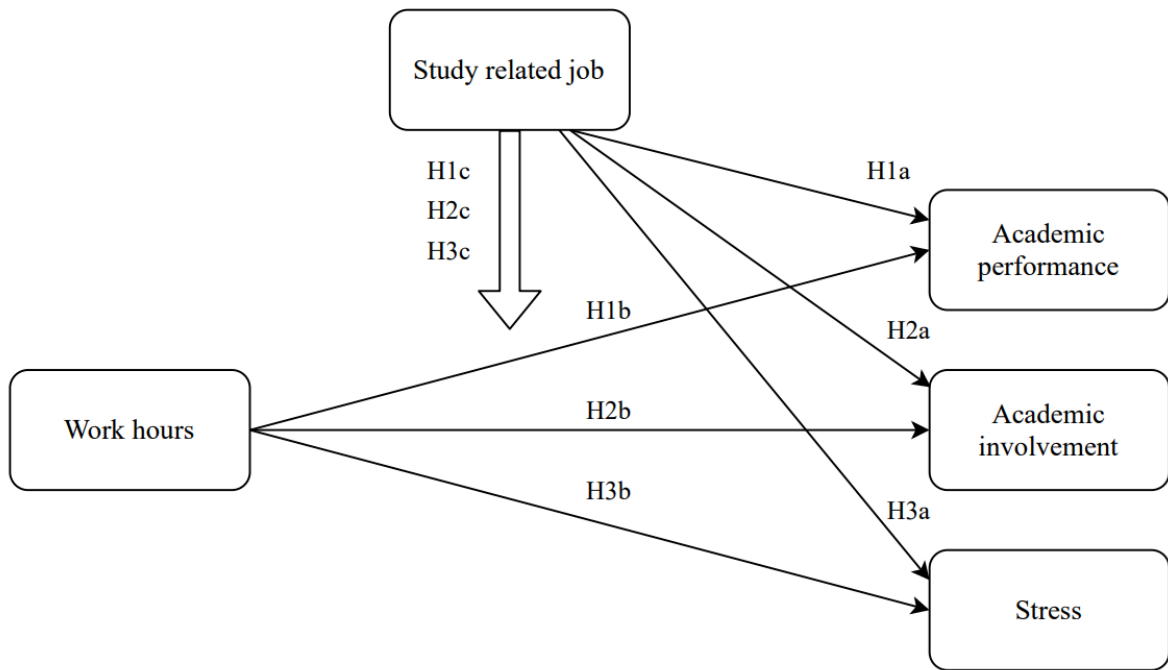 Study related job
H1c
H2c
H3c
H1a
Academic
performance
H1b
H2a
Work hours
H2b
Academic
involvement
H3b
H3a
Stress